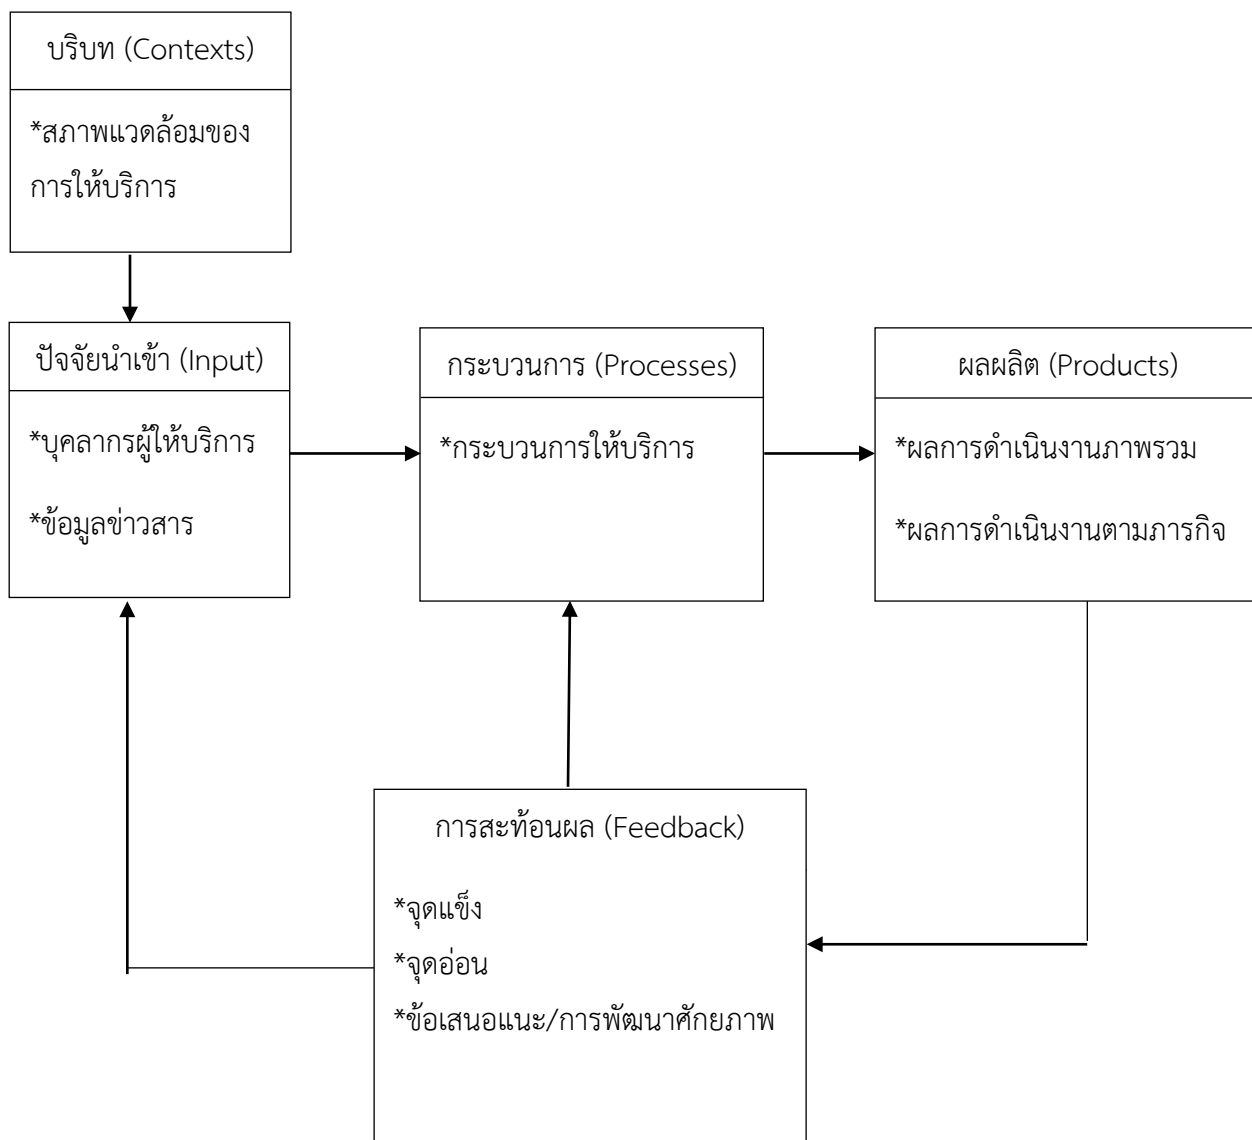 บริบท (Contexts)
*สภาพแวดล้อมของ
การให้บริการ
ปัจจัยนำเข้า (Input)
*บุคลากรผู้ให้บริการ
*ข้อมูลข่าวสาร
กระบวนการ (Processes)
*กระบวนการให้บริการ
ผลผลิต (Products)
*ผลการดำเนินงานภาพรวม
*ผลการดำเนินงานตามภารกิจ
การสะท้อนผล (Feedback)
*จุดแข็ง
*จุดอ่อน
*ข้อเสนอแนะ/การพัฒนาศักยภาพ